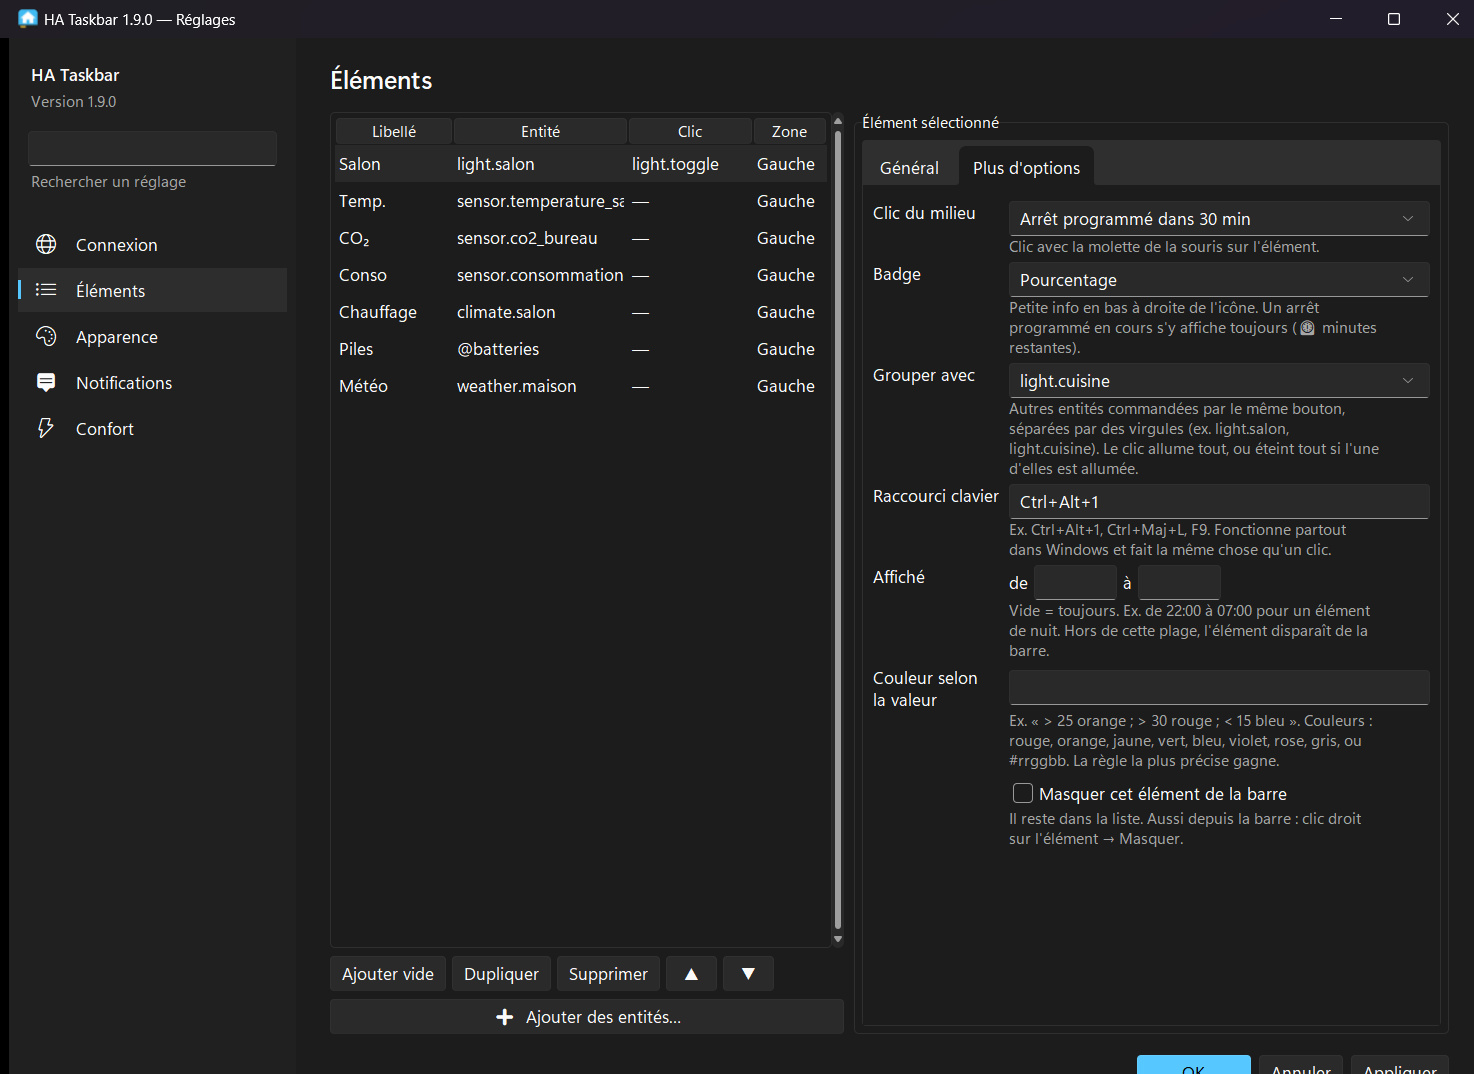 HA Taskbar 1.9.0 — Réglages
HA Taskbar
Version 1.9.0
Rechercher un réglage
Connexion
Éléments
Apparence
Notifications
Confort
Éléments
Libellé Entité Clic Zone
Salon light.salon light.toggle Gauche
Temp. sensor.temperature_sa — Gauche
CO₂ sensor.co2_bureau — Gauche
Conso sensor.consommation — Gauche
Chauffage climate.salon — Gauche
Piles @batteries — Gauche
Météo weather.maison — Gauche
Ajouter vide Dupliquer Supprimer ▲ ▼
Ajouter des entités...
Élément sélectionné
Général Plus d'options
Clic du milieu Arrêt programmé dans 30 min
Clic avec la molette de la souris sur l'élément.
Badge Pourcentage
Petite info en bas à droite de l'icône. Un arrêt
programmé en cours s'y affiche toujours (⏱ minutes
restantes).
Grouper avec light.cuisine
Autres entités commandées par le même bouton,
séparées par des virgules (ex. light.salon,
light.cuisine). Le clic allume tout, ou éteint tout si l'une
d'elles est allumée.
Raccourci clavier Ctrl+Alt+1
Ex. Ctrl+Alt+1, Ctrl+Maj+L, F9. Fonctionne partout
dans Windows et fait la même chose qu'un clic.
Affiché de à
Vide = toujours. Ex. de 22:00 à 07:00 pour un élément
de nuit. Hors de cette plage, l'élément disparaît de la
barre.
Couleur selon
la valeur
Ex. « > 25 orange ; > 30 rouge ; < 15 bleu ». Couleurs :
rouge, orange, jaune, vert, bleu, violet, rose, gris, ou
#rrggbb. La règle la plus précise gagne.
Masquer cet élément de la barre
Il reste dans la liste. Aussi depuis la barre : clic droit
sur l'élément → Masquer.
OK Annuler Appliquer